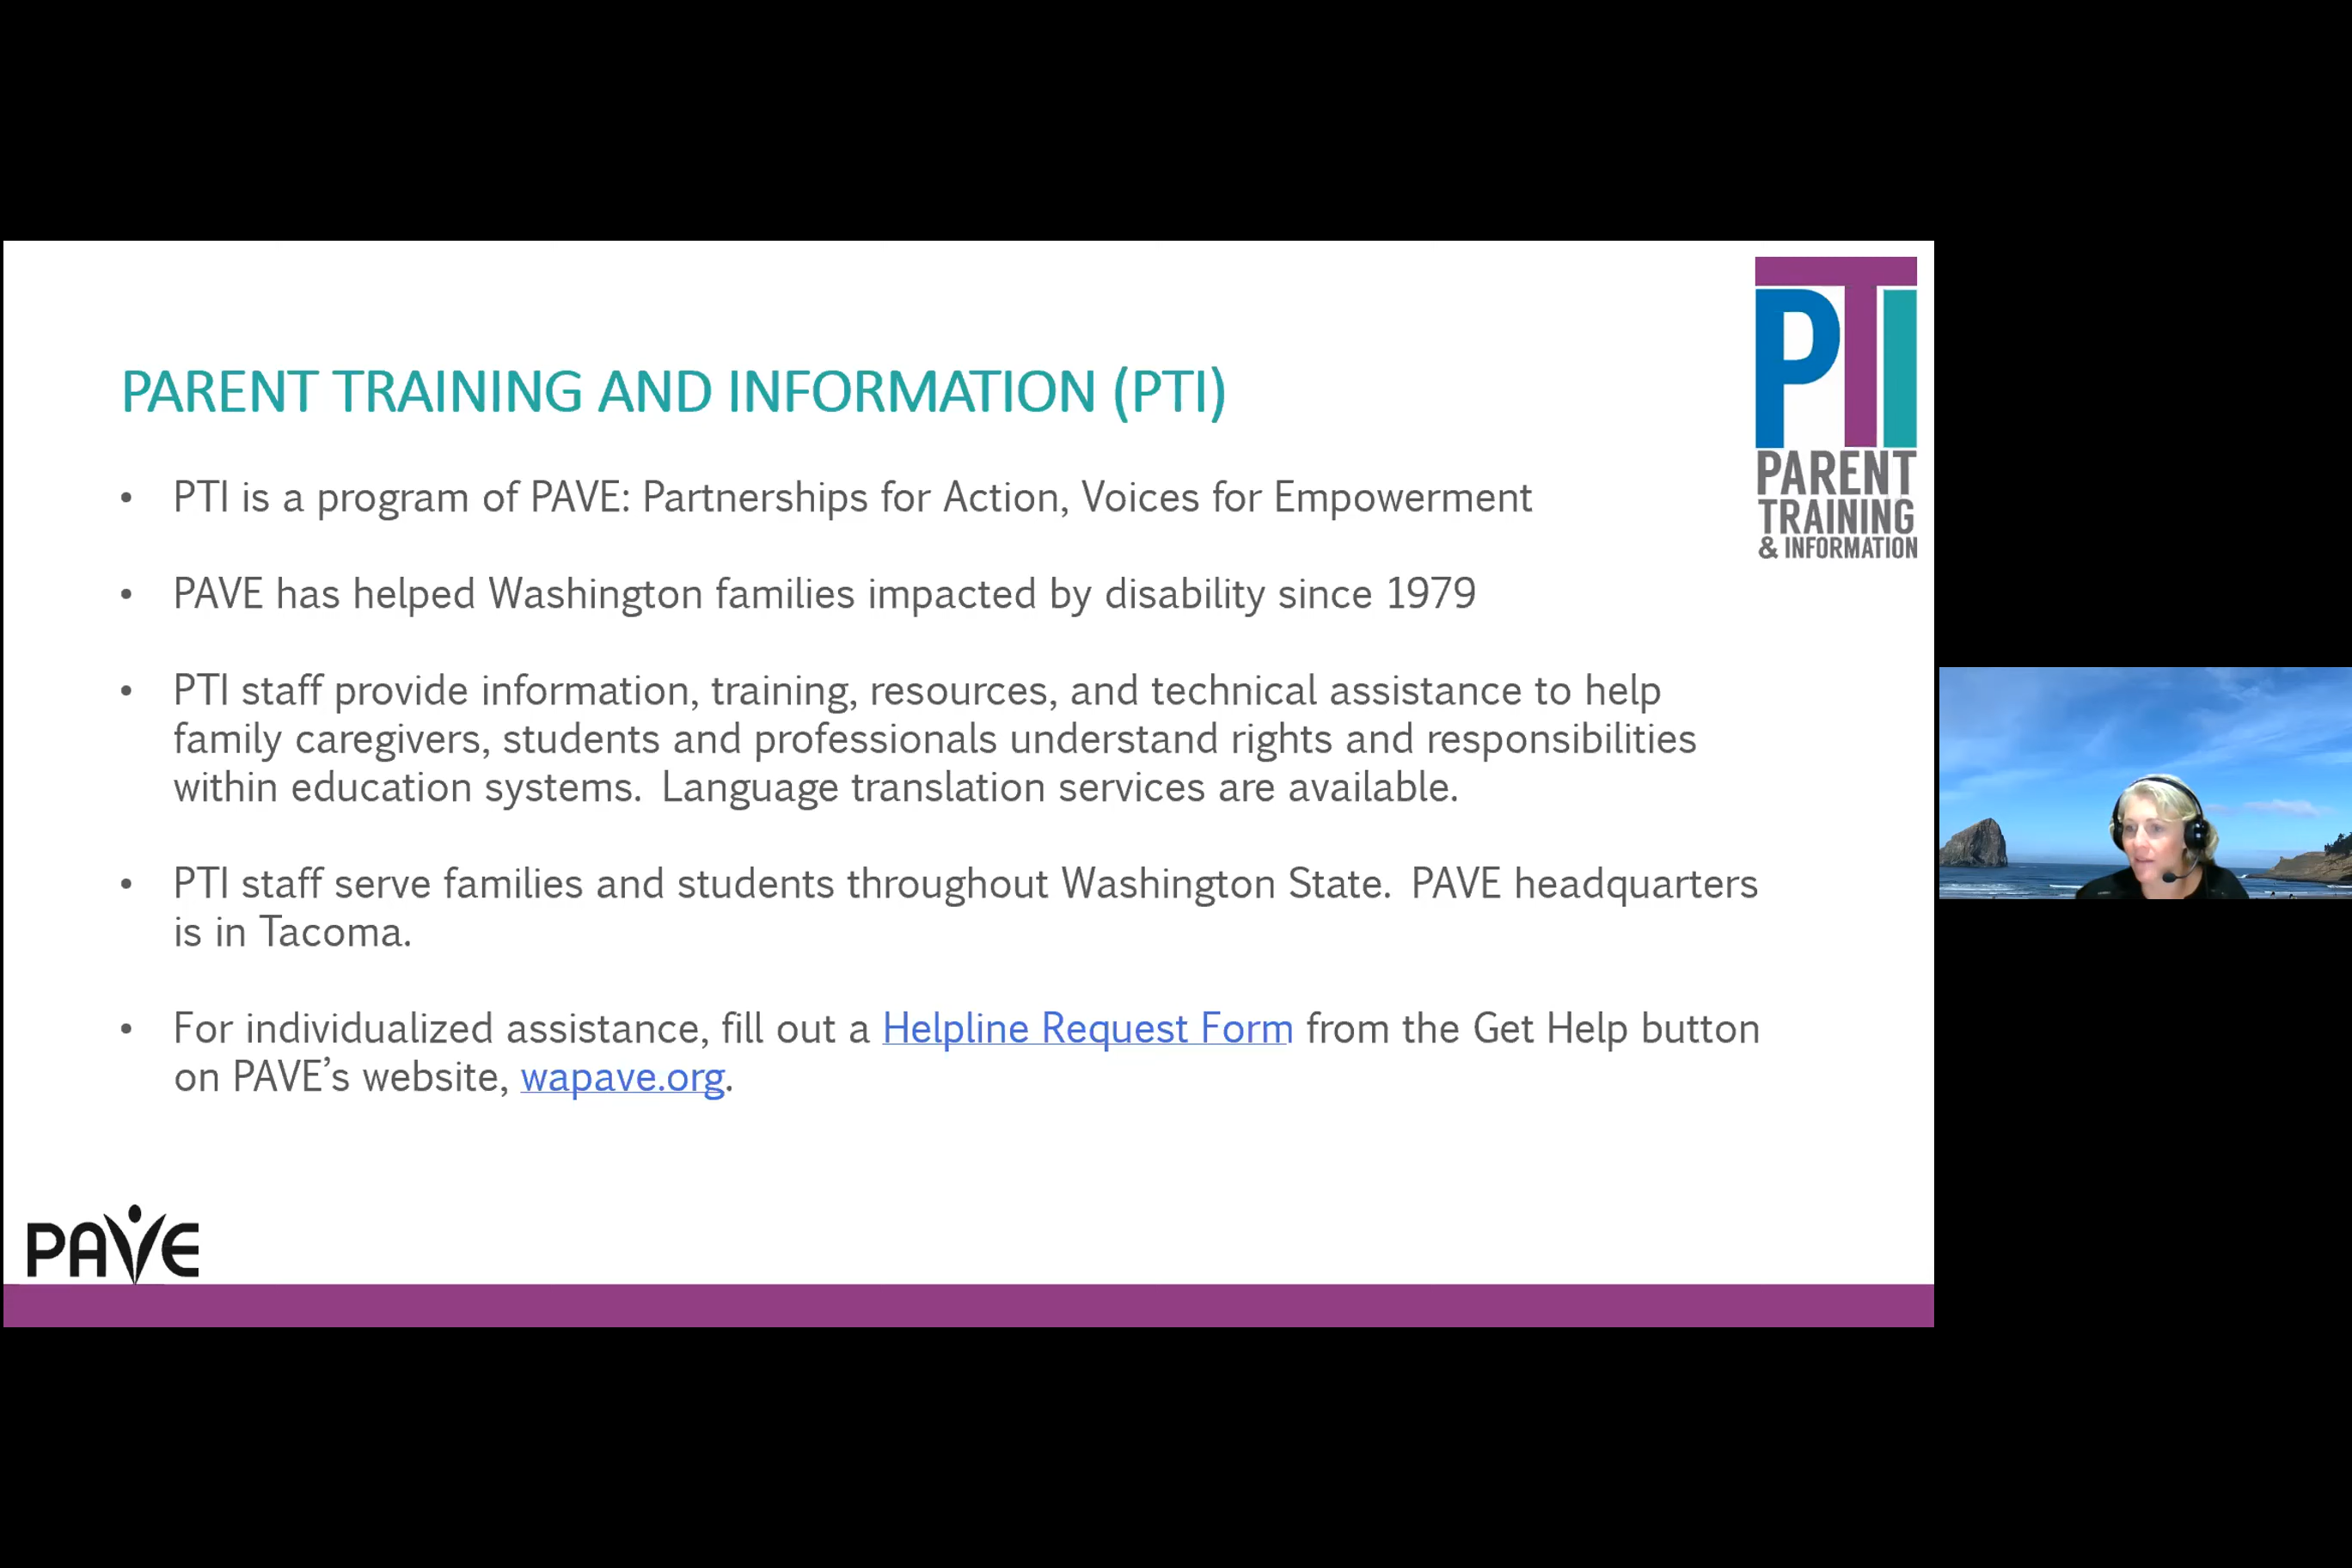 PTI
PARENT
TRAINING
& INFORMATION
PARENT TRAINING AND INFORMATION (PTI)
• PTI is a program of PAVE: Partnerships for Action, Voices for Empowerment
• PAVE has helped Washington families impacted by disability since 1979
• PTI staff provide information, training, resources, and technical assistance to help
family caregivers, students and professionals understand rights and responsibilities
within education systems.  Language translation services are available.
• PTI staff serve families and students throughout Washington State.  PAVE headquarters
is in Tacoma.
• For individualized assistance, fill out a Helpline Request Form from the Get Help button
on PAVE’s website, wapave.org.
PAVE